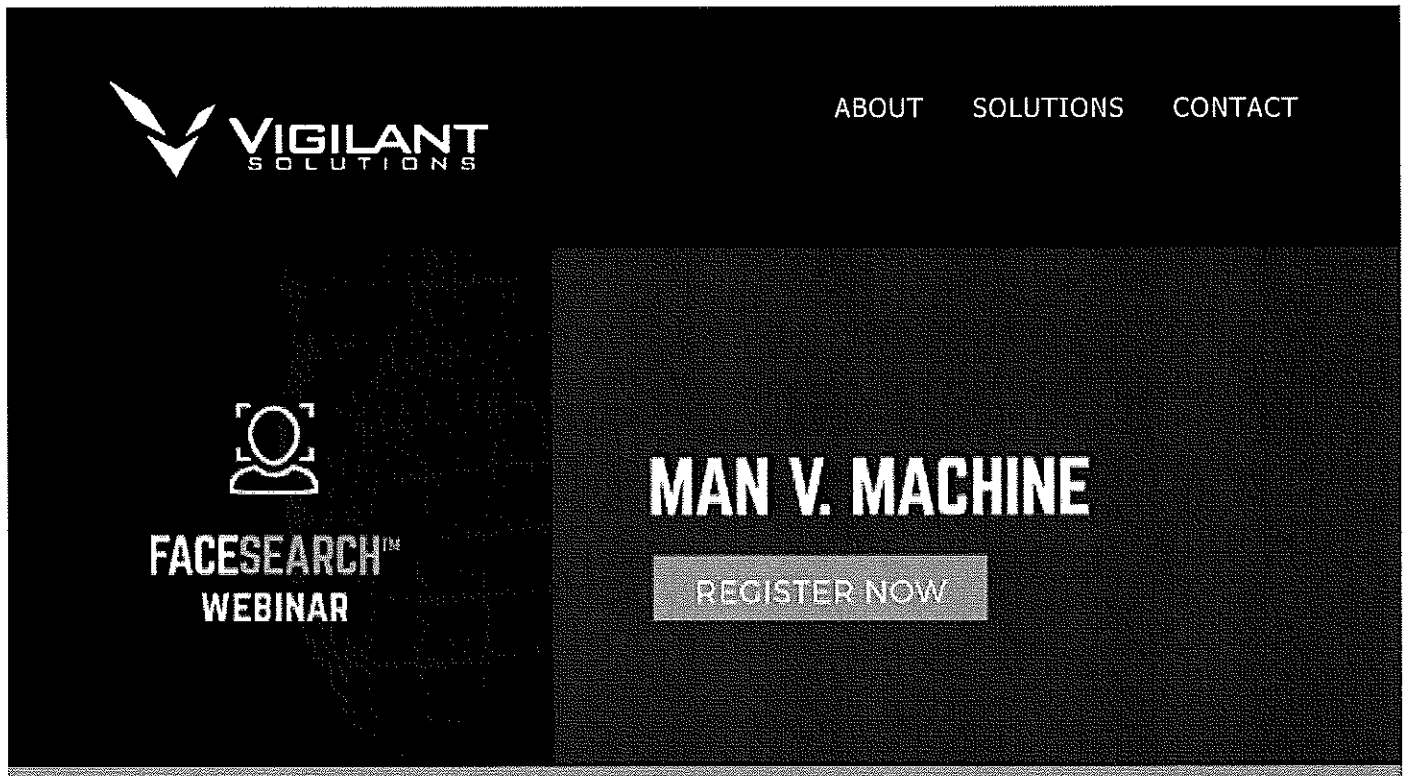 VIGILANT
SOLUTIONS
ABOUT SOLUTIONS CONTACT
FACESEARCH™
WEBINAR
MAN V. MACHINE
REGISTER NOW